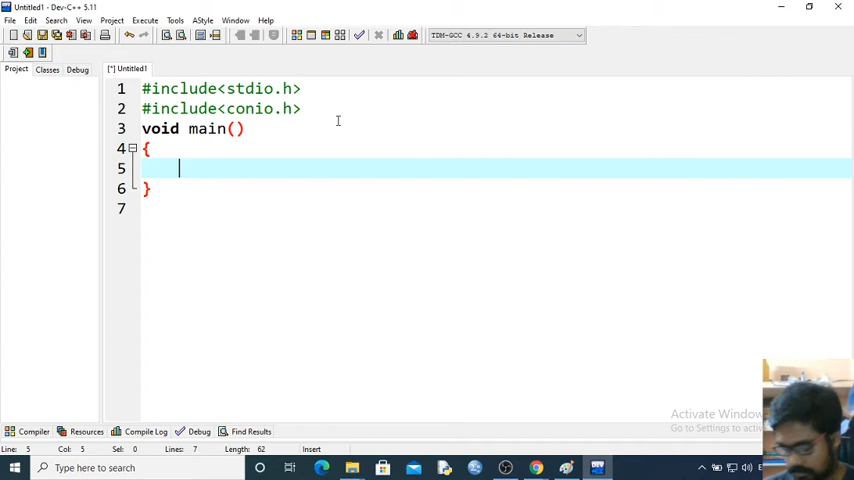 Untitled1 - Dev-C++ 5.11
File Edit Search View Project Execute Tools AStyle Window Help
TDM-GCC 4.9.2 64-bit Release
Project Classes Debug [*] Untitled1
1 #include<stdio.h>
2 #include<conio.h>
3 void main()
4 {
5
6 }
7
Activate Window
Go to Settings to activ
Compiler Resources Compile Log Debug Find Results
Line: 5 Col: 5 Sel: 0 Lines: 7 Length: 62 Insert
Type here to search